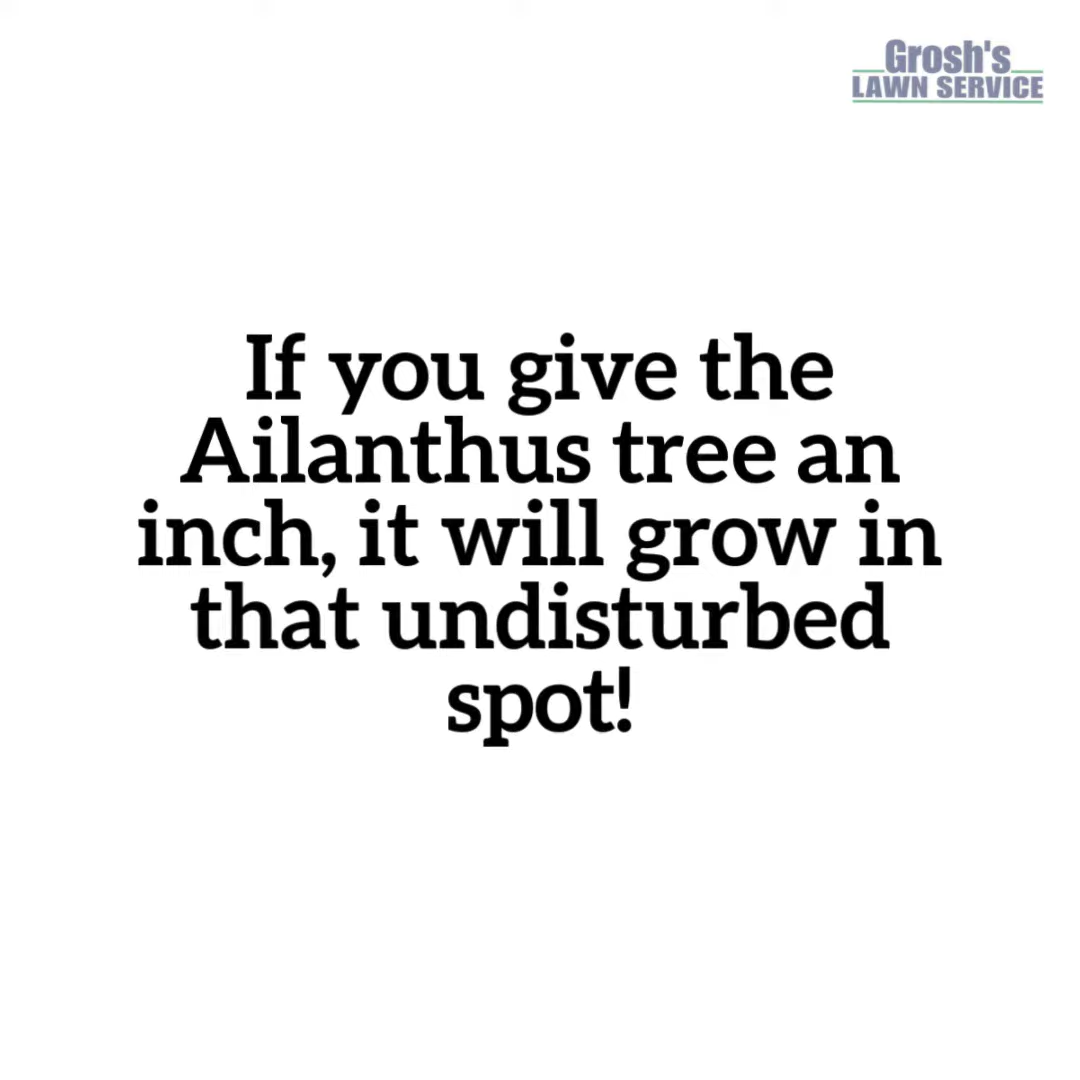 Grosh's
LAWN SERVICE
If you give the
Ailanthus tree an
inch, it will grow in
that undisturbed
spot!